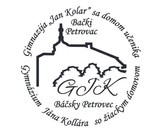 Gimnazija "Jan Kolar" sa domom učenika
Bački
Petrovac
GJK
Báčsky Petrovec
Gymnázium Jána Kollára so žiackym domovom